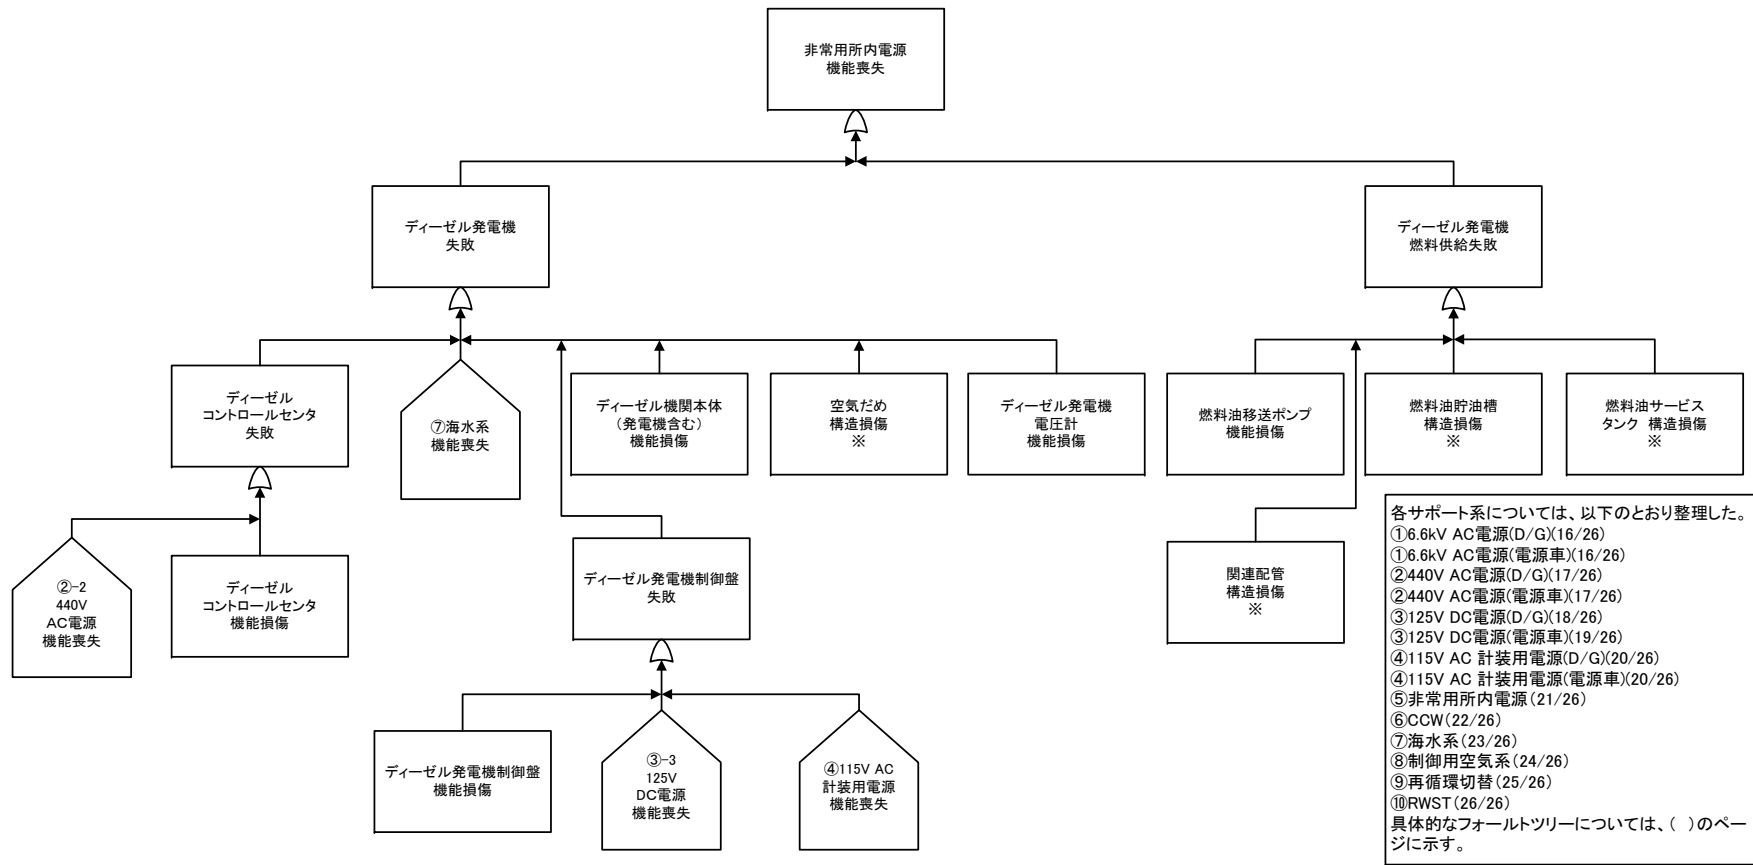 非常用所内電源
機能喪失
ディーゼル発電機
失敗
ディーゼル発電機
燃料供給失敗
ディーゼル
コントロールセンタ
失敗
⑦海水系
機能喪失
ディーゼル機関本体
(発電機含む)
機能損傷
空気だめ
構造損傷
※
ディーゼル発電機
電圧計
機能損傷
燃料油移送ポンプ
機能損傷
燃料油貯油槽
構造損傷
※
燃料油サービス
タンク 構造損傷
※
②-2
440V
AC電源
機能喪失
ディーゼル
コントロールセンタ
機能損傷
ディーゼル発電機制御盤
失敗
関連配管
構造損傷
※
ディーゼル発電機制御盤
機能損傷
③-3
125V
DC電源
機能喪失
④115V AC
計装用電源
機能喪失
各サポート系については、以下のとおり整理した。
①6.6kV AC電源(D/G)(16/26)
①6.6kV AC電源(電源車)(16/26)
②440V AC電源(D/G)(17/26)
②440V AC電源(電源車)(17/26)
③125V DC電源(D/G)(18/26)
③125V DC電源(電源車)(19/26)
④115V AC 計装用電源(D/G)(20/26)
④115V AC 計装用電源(電源車)(20/26)
⑤非常用所内電源(21/26)
⑥CCW(22/26)
⑦海水系(23/26)
⑧制御用空気系(24/26)
⑨再循環切替(25/26)
⑩RWST(26/26)
具体的なフォールトツリーについては、( )のペー
ジに示す。